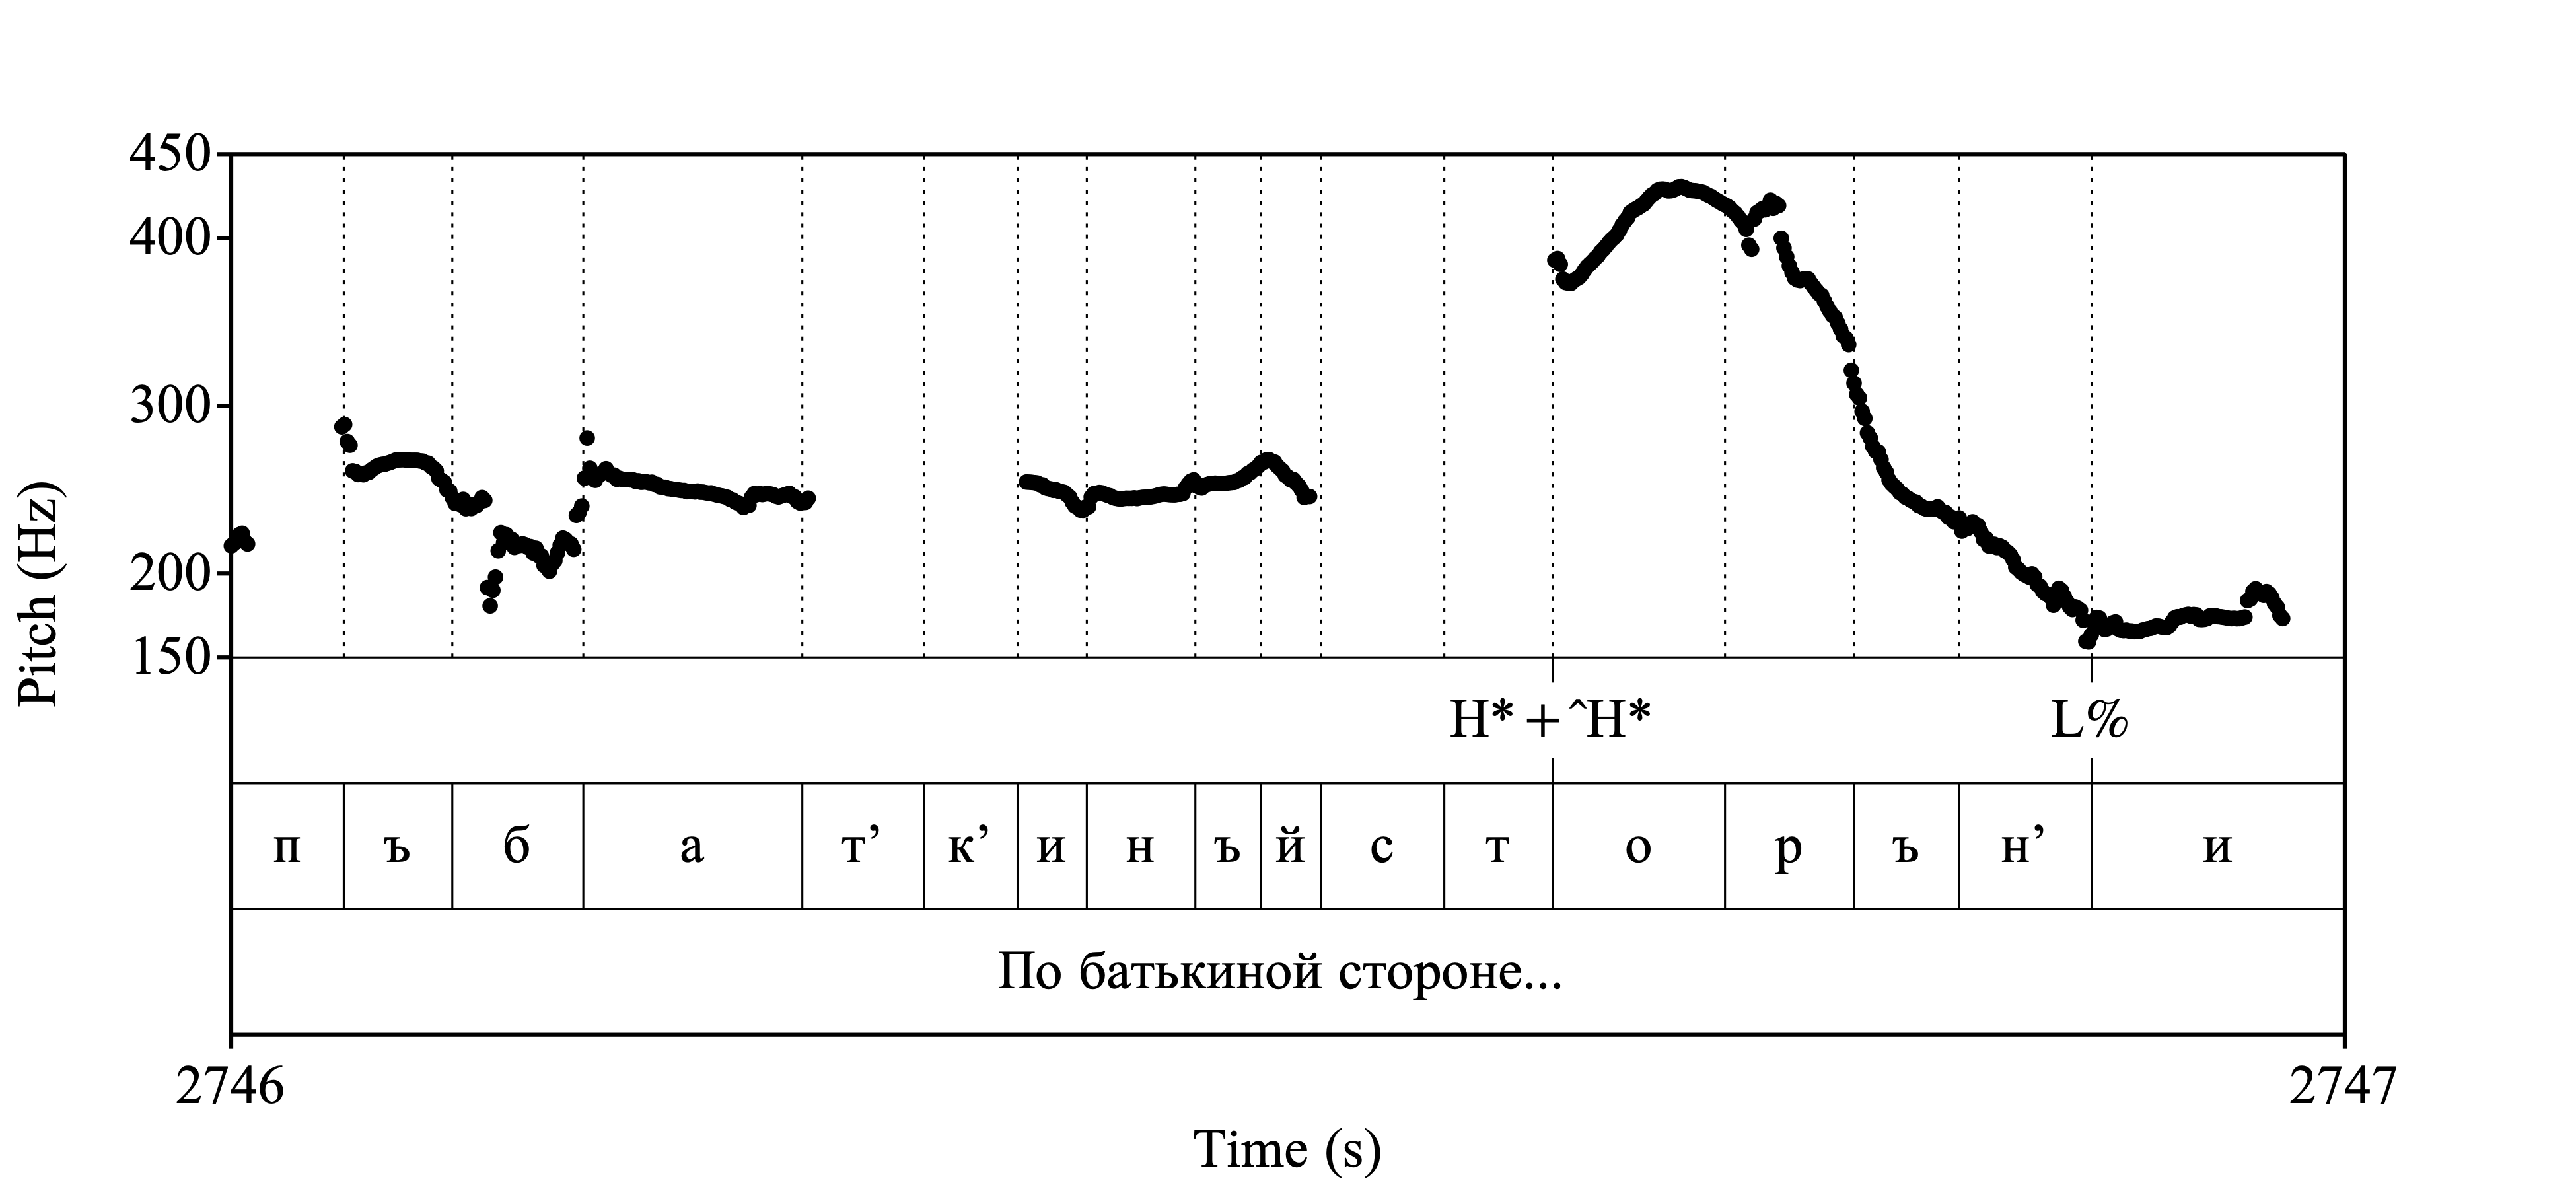 Pitch (Hz)
450
400
300
200
150
H* + ^H* L%
п ъ б а т’ к’ и н ъ й с т о р ъ н’ и
По батькиной стороне...
2746 2747
Time (s)